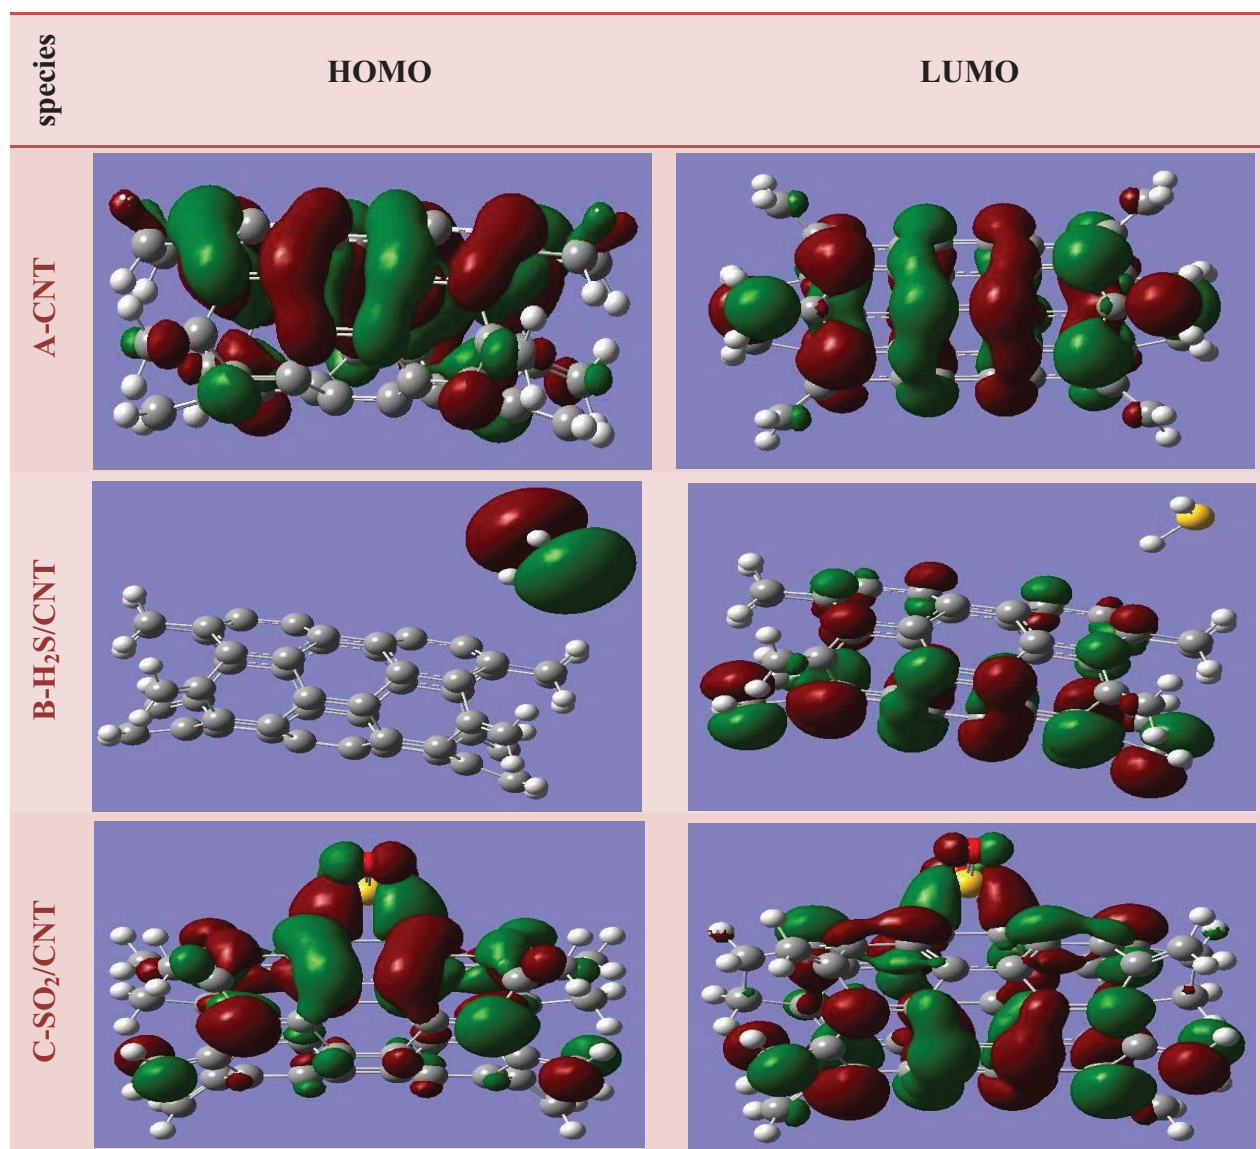 species
HOMO
LUMO
A-CNT
B-H₂S/CNT
C-SO₂/CNT